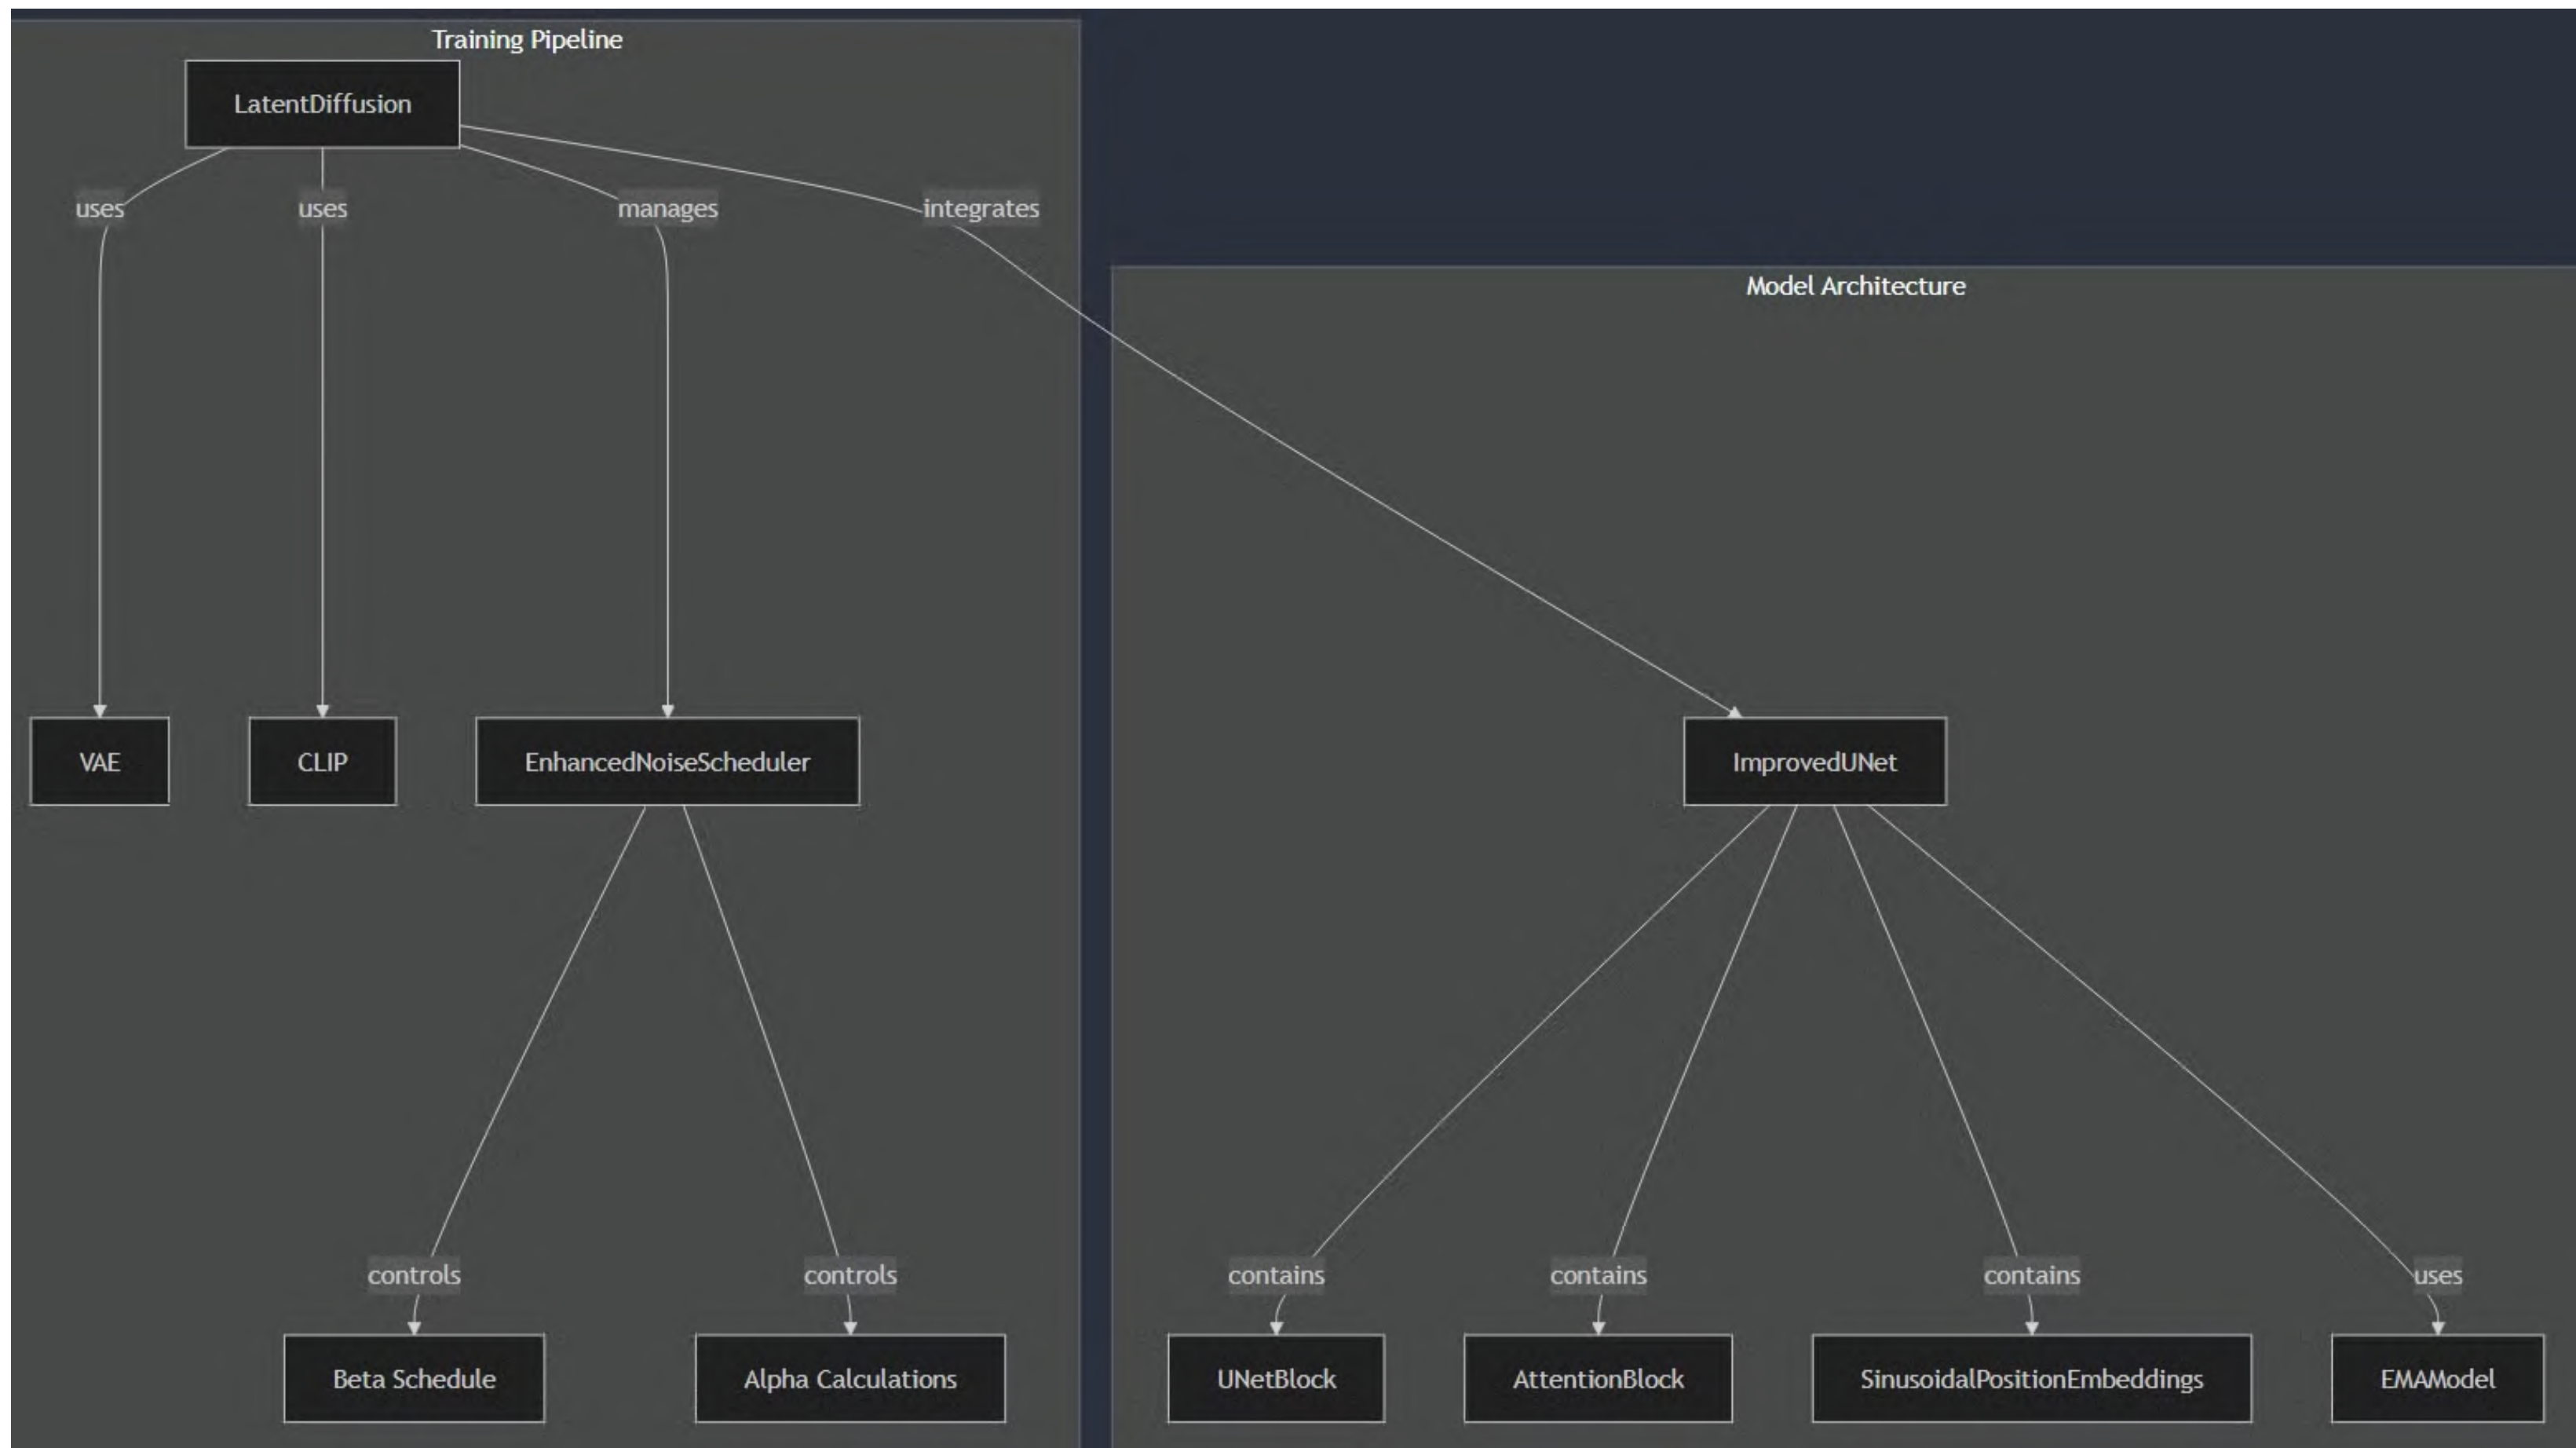 Training Pipeline
LatentDiffusion
uses
uses
manages
integrates
Model Architecture
VAE
CLIP
EnhancedNoiseScheduler
ImprovedUNet
controls
controls
contains
contains
contains
uses
Beta Schedule
Alpha Calculations
UNetBlock
AttentionBlock
SinusoidalPositionEmbeddings
EMAModel